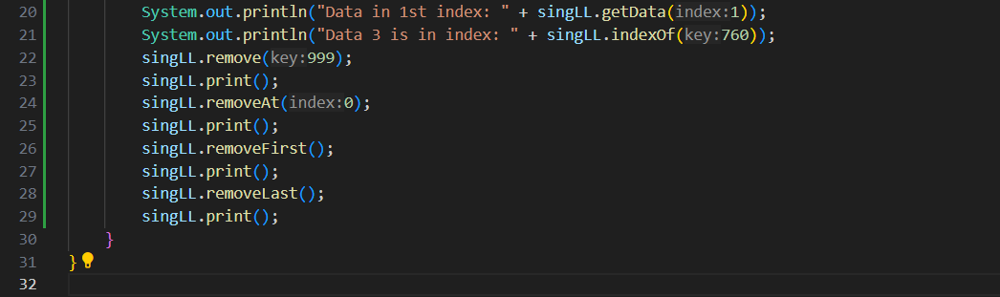 20 System.out.println("Data in 1st index: " + singLL.getData(index:1));
21 System.out.println("Data 3 is in index: " + singLL.indexOf(key:760));
22 singLL.remove(key:999);
23 singLL.print();
24 singLL.removeAt(index:0);
25 singLL.print();
26 singLL.removeFirst();
27 singLL.print();
28 singLL.removeLast();
29 singLL.print();
30 }
31 }
32